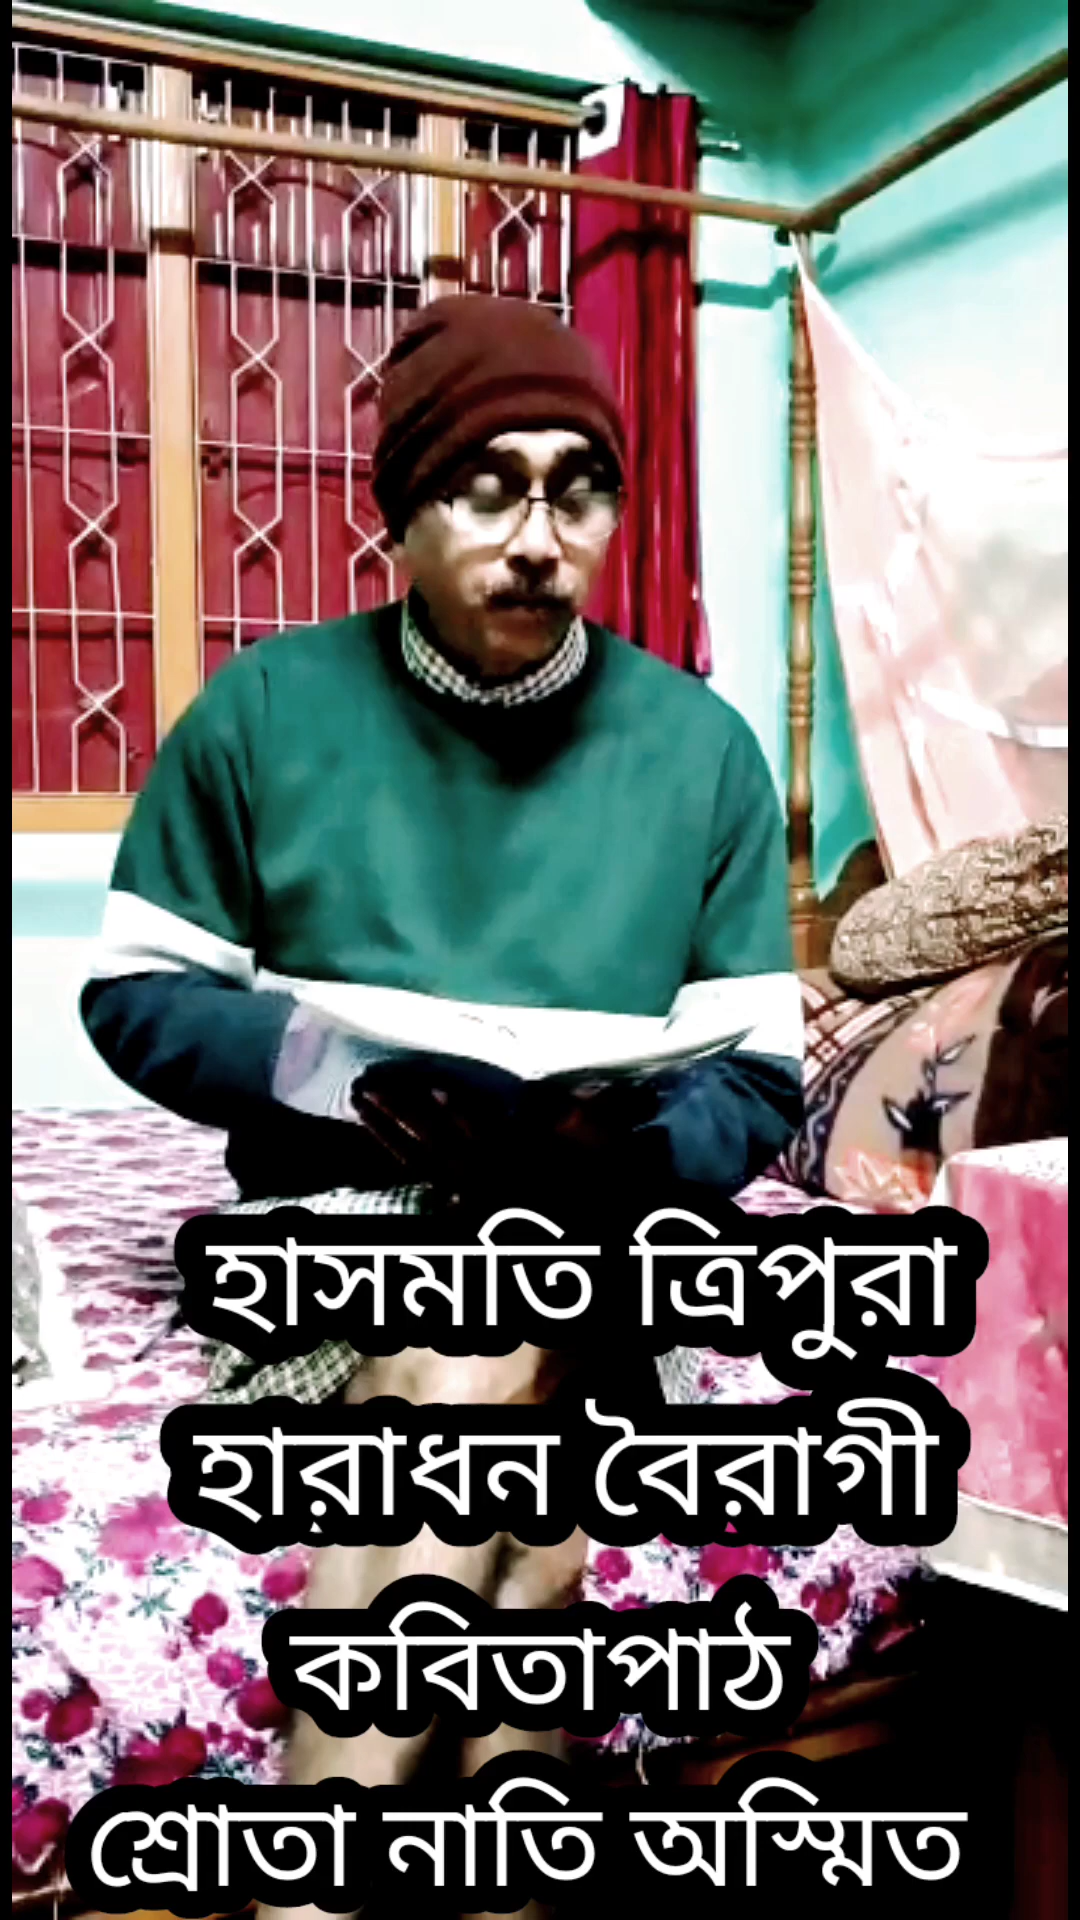 হাসমতি ত্রিপুরা
হারাধন বৈরাগী
কবিতাপাঠ
শ্রোতা নাতি অস্মিত